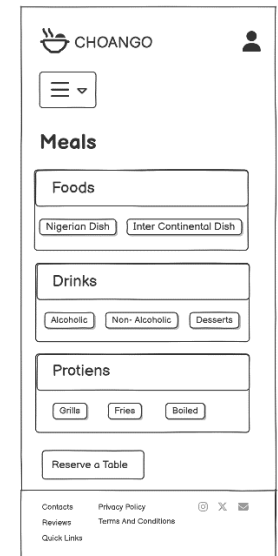 CHOANGO
Meals
Foods
Nigerian Dish Inter Continental Dish
Drinks
Alcoholic Non-Alcoholic Desserts
Protiens
Grills Fries Boiled
Reserve a Table
Contacts Privacy Policy
Reviews Terms And Conditions
Quick Links